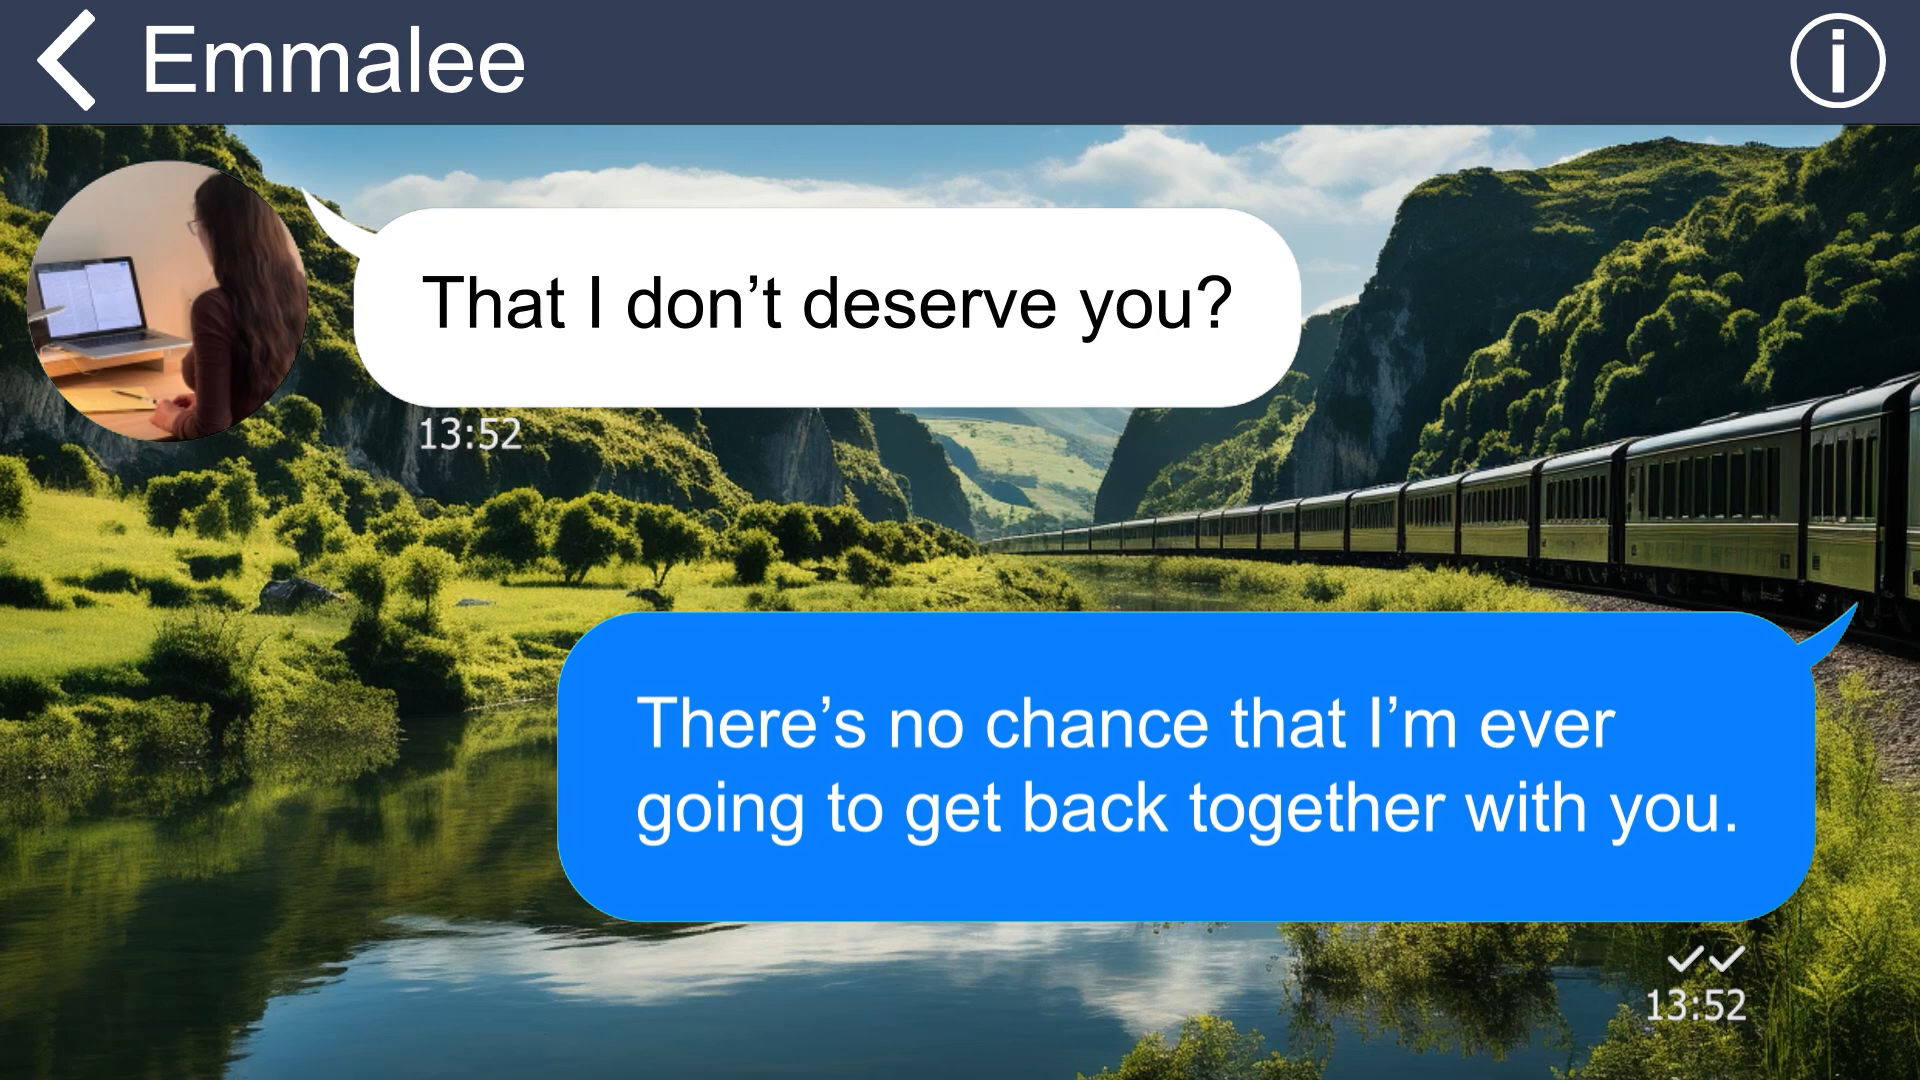 Emmalee
That I don’t deserve you?
13:52
There’s no chance that I’m ever
going to get back together with you.
13:52